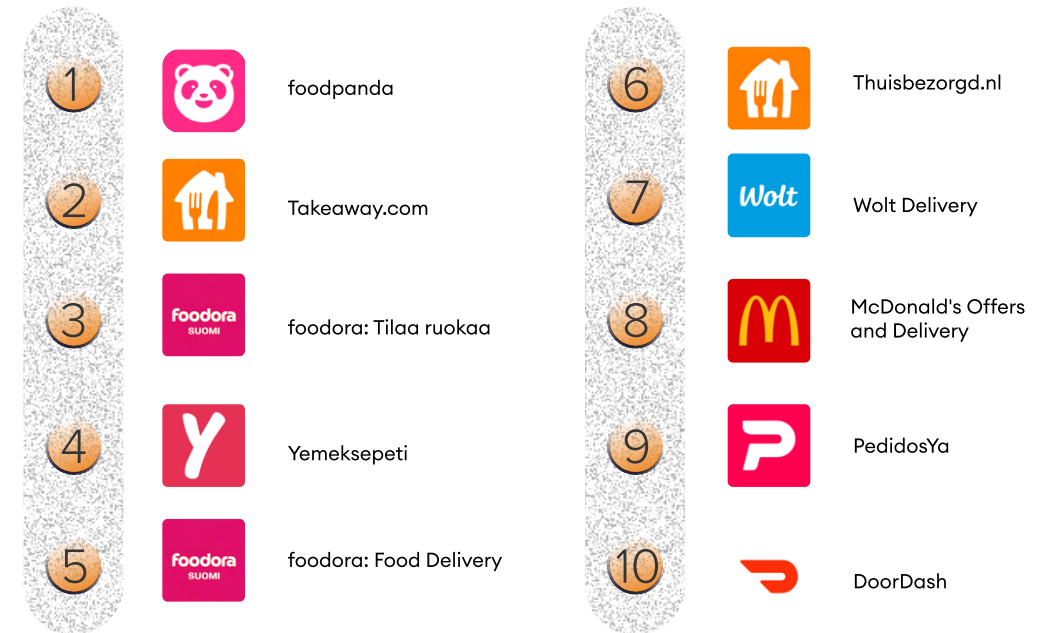 1
foodpanda
2
Takeaway.com
3
foodora
SUOMI
foodora: Tilaa ruokaa
4
Y
Yemeksepeti
5
foodora
SUOMI
foodora: Food Delivery
6
Thuisbezorgd.nl
7
Wolt
Wolt Delivery
8
McDonald's Offers
and Delivery
9
PedidosYa
10
DoorDash